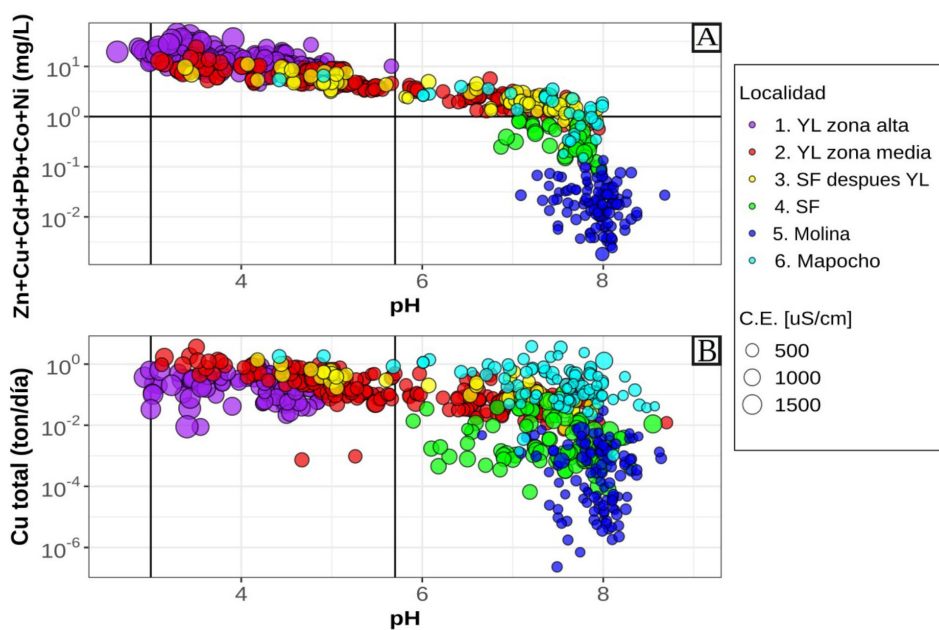 Zn+Cu+Cd+Pb+Co+Ni (mg/L)
A
10¹
10⁰
10⁻¹
10⁻²
4
6
8
pH
Cu total (ton/día)
B
10⁰
10⁻²
10⁻⁴
10⁻⁶
4
6
8
pH
Localidad
1. YL zona alta
2. YL zona media
3. SF despues YL
4. SF
5. Molina
6. Mapocho
C.E. [uS/cm]
500
1000
1500